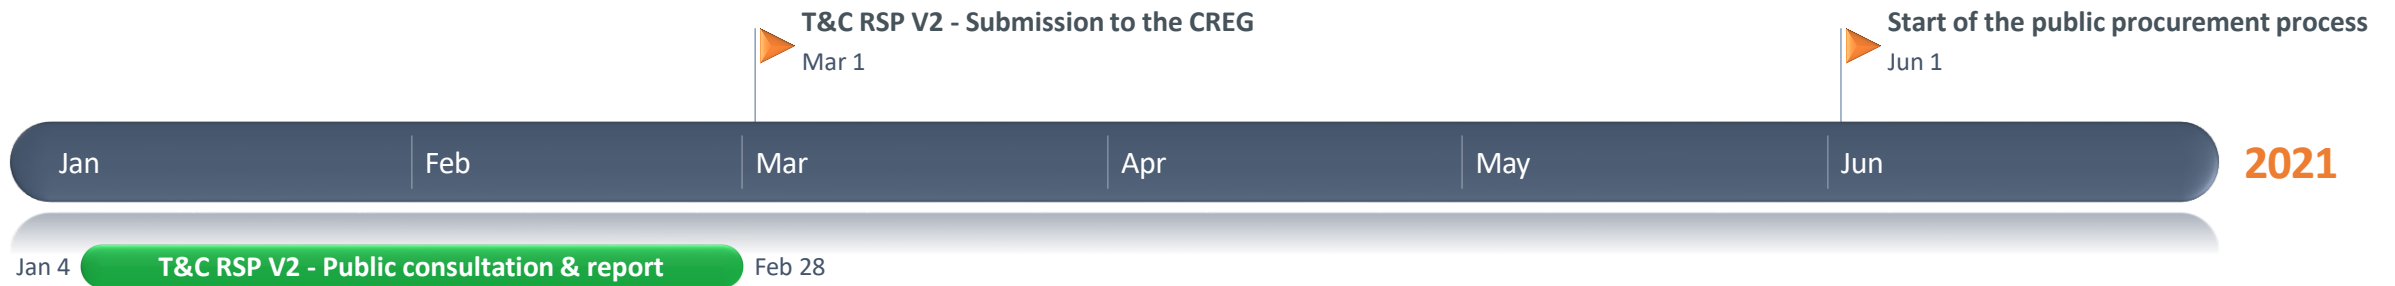 T&C RSP V2 - Submission to the CREG
Mar 1
Start of the public procurement process
Jun 1
Jan Feb Mar Apr May Jun 2021
Jan 4 T&C RSP V2 - Public consultation & report Feb 28